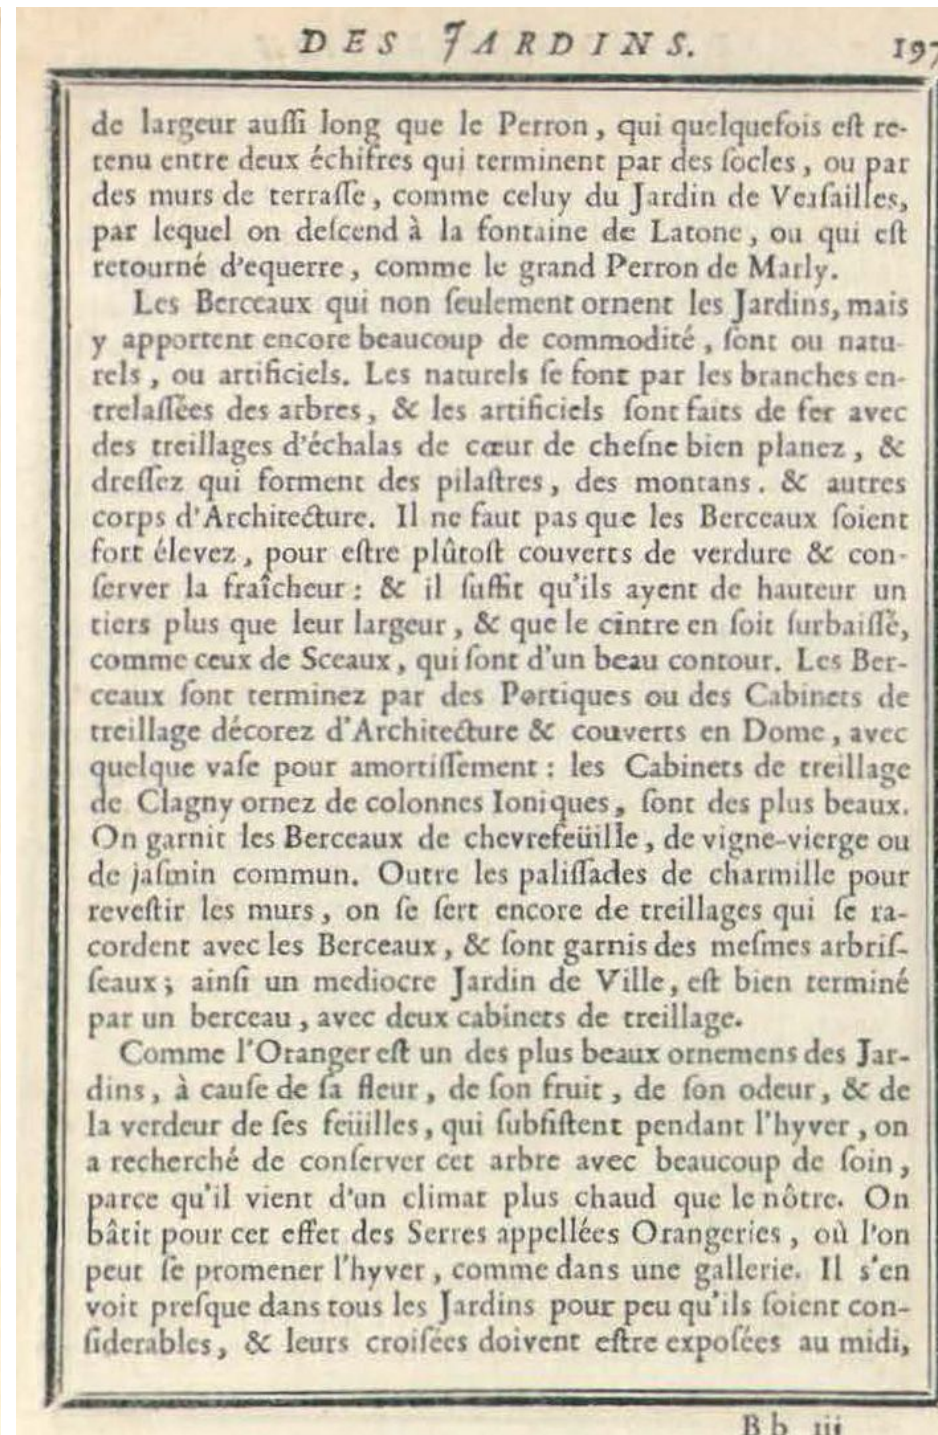 DES JARDINS. 197
de largeur auſſi long que le Perron, qui quelquefois eſt re-
tenu entre deux échifres qui terminent par des ſocles, ou par
des murs de terraſſe, comme celuy du Jardin de Verſailles,
par lequel on deſcend à la fontaine de Latone, ou qui eſt
retourné d'equerre, comme le grand Perron de Marly.
Les Berceaux qui non ſeulement ornent les Jardins, mais
y apportent encore beaucoup de commodité, ſont ou natu-
rels, ou artificiels. Les naturels ſe font par les branches en-
trelaſſées des arbres, & les artificiels ſont faits de fer avec
des treillages d'échalas de cœur de cheſne bien planez, &
dreſſez qui forment des pilaſtres, des montans. & autres
corps d'Architecture. Il ne faut pas que les Berceaux ſoient
fort élevez, pour eſtre plûtoſt couverts de verdure & con-
ſerver la fraîcheur: & il ſuffit qu'ils ayent de hauteur un
tiers plus que leur largeur, & que le cintre en ſoit ſurbaiſſé,
comme ceux de Sceaux, qui ſont d'un beau contour. Les Ber-
ceaux ſont terminez par des Portiques ou des Cabinets de
treillage décorez d'Architecture & couverts en Dome, avec
quelque vaſe pour amortiſſement: les Cabinets de treillage
de Clagny ornez de colonnes Ioniques, ſont des plus beaux.
On garnit les Berceaux de chevrefeüille, de vigne-vierge ou
de jaſmin commun. Outre les paliſſades de charmille pour
reveſtir les murs, on ſe ſert encore de treillages qui ſe ra-
cordent avec les Berceaux, & ſont garnis des meſmes arbriſ-
ſeaux; ainſi un mediocre Jardin de Ville, eſt bien terminé
par un berceau, avec deux cabinets de treillage.
Comme l'Oranger eſt un des plus beaux ornemens des Jar-
dins, à cauſe de ſa fleur, de ſon fruit, de ſon odeur, & de
la verdeur de ſes feüilles, qui ſubſiſtent pendant l'hyver, on
a recherché de conſerver cet arbre avec beaucoup de ſoin,
parce qu'il vient d'un climat plus chaud que le nôtre. On
bâtit pour cet effet des Serres appellées Orangeries, où l'on
peut ſe promener l'hyver, comme dans une gallerie. Il s'en
voit preſque dans tous les Jardins pour peu qu'ils ſoient con-
ſiderables, & leurs croiſées doivent eſtre expoſées au midi,
B b iii